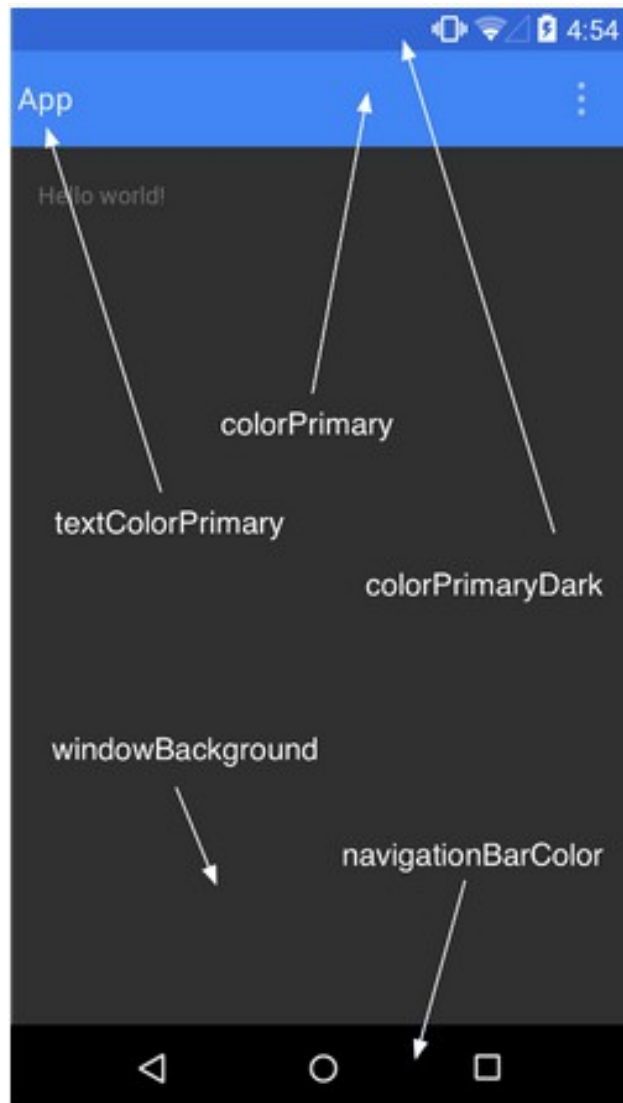 4:54
App
Hello world!
colorPrimary
textColorPrimary
colorPrimaryDark
windowBackground
navigationBarColor